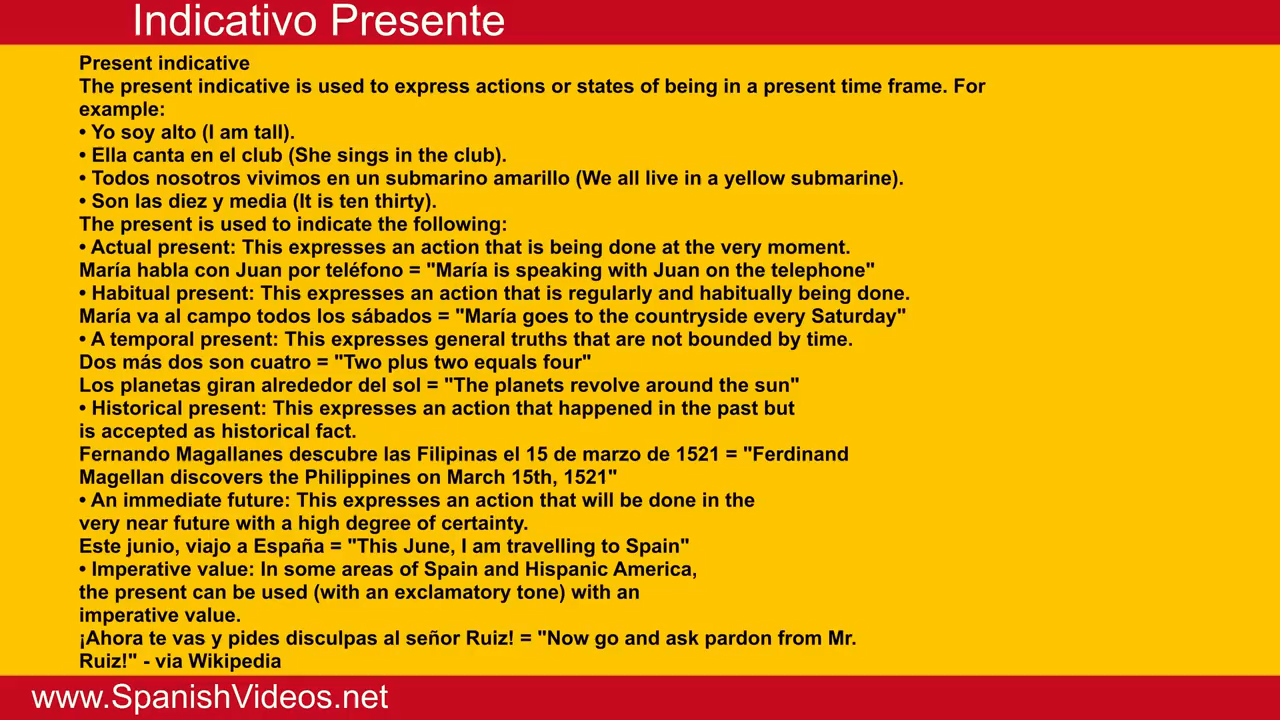 Indicativo Presente
Present indicative
The present indicative is used to express actions or states of being in a present time frame. For
example:
• Yo soy alto (I am tall).
• Ella canta en el club (She sings in the club).
• Todos nosotros vivimos en un submarino amarillo (We all live in a yellow submarine).
• Son las diez y media (It is ten thirty).
The present is used to indicate the following:
• Actual present: This expresses an action that is being done at the very moment.
María habla con Juan por teléfono = "María is speaking with Juan on the telephone"
• Habitual present: This expresses an action that is regularly and habitually being done.
María va al campo todos los sábados = "María goes to the countryside every Saturday"
• A temporal present: This expresses general truths that are not bounded by time.
Dos más dos son cuatro = "Two plus two equals four"
Los planetas giran alrededor del sol = "The planets revolve around the sun"
• Historical present: This expresses an action that happened in the past but
is accepted as historical fact.
Fernando Magallanes descubre las Filipinas el 15 de marzo de 1521 = "Ferdinand
Magellan discovers the Philippines on March 15th, 1521"
• An immediate future: This expresses an action that will be done in the
very near future with a high degree of certainty.
Este junio, viajo a España = "This June, I am travelling to Spain"
• Imperative value: In some areas of Spain and Hispanic America,
the present can be used (with an exclamatory tone) with an
imperative value.
¡Ahora te vas y pides disculpas al señor Ruiz! = "Now go and ask pardon from Mr.
Ruiz!" - via Wikipedia
www.SpanishVideos.net